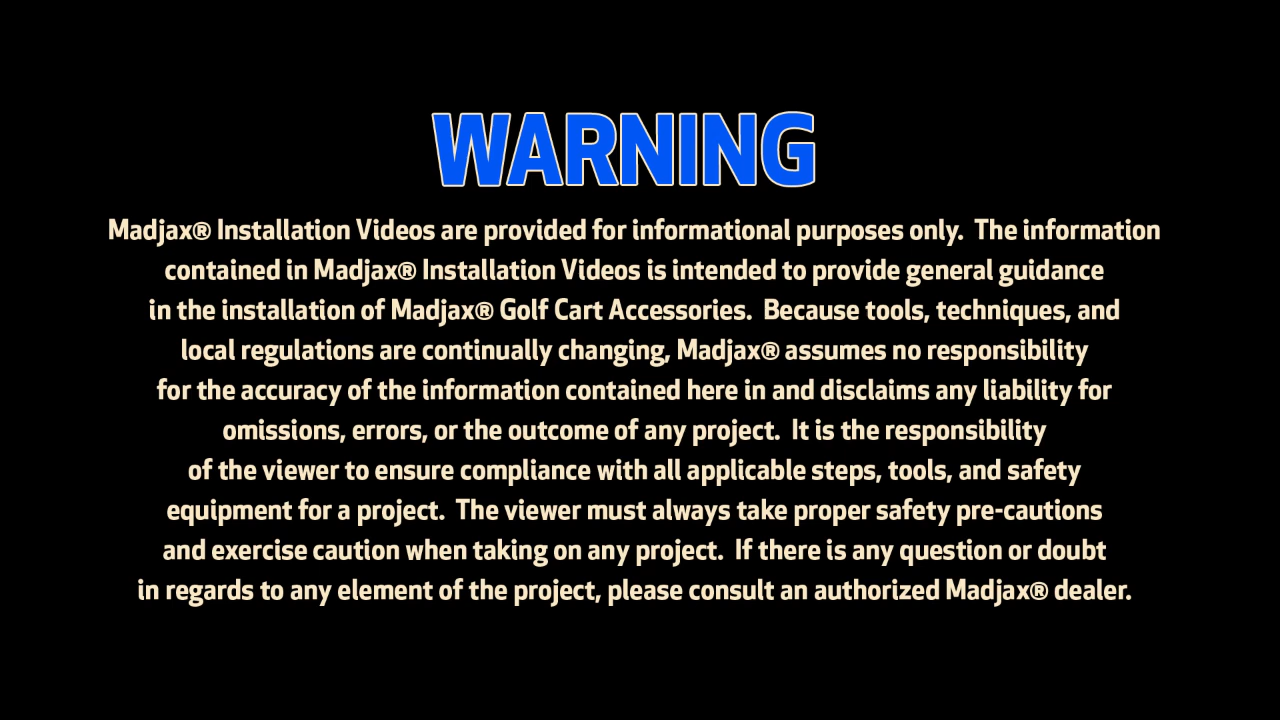 WARNING
Madjax® Installation Videos are provided for informational purposes only.  The information
contained in Madjax® Installation Videos is intended to provide general guidance
in the installation of Madjax® Golf Cart Accessories.  Because tools, techniques, and
local regulations are continually changing, Madjax® assumes no responsibility
for the accuracy of the information contained here in and disclaims any liability for
omissions, errors, or the outcome of any project.  It is the responsibility
of the viewer to ensure compliance with all applicable steps, tools, and safety
equipment for a project.  The viewer must always take proper safety pre-cautions
and exercise caution when taking on any project.  If there is any question or doubt
in regards to any element of the project, please consult an authorized Madjax® dealer.